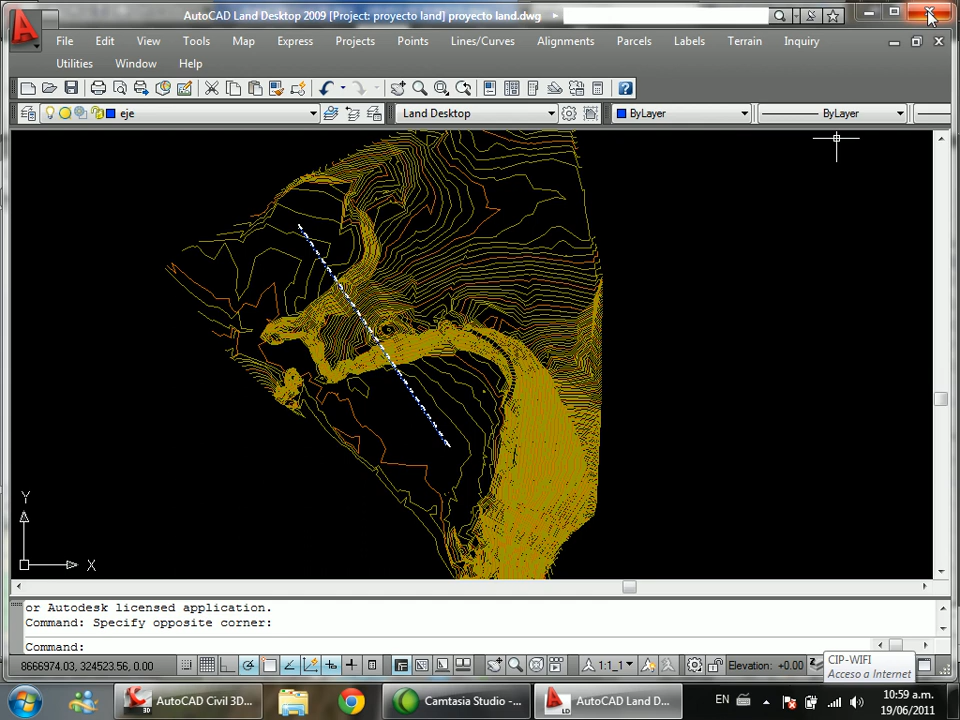 AutoCAD Land Desktop 2009 [Project: proyecto land] proyecto land.dwg
File Edit View Tools Map Express Projects Points Lines/Curves Alignments Parcels Labels Terrain Inquiry
Utilities Window Help
eje Land Desktop ByLayer ByLayer
Y
X
or Autodesk licensed application.
Command: Specify opposite corner:
Command:
8666974.03, 324523.56, 0.00 1:1_1 Elevation: +0.00
CIP-WIFI
Acceso a Internet
AutoCAD Civil 3D... Camtasia Studio -... AutoCAD Land D... EN 10:59 a.m.
19/06/2011